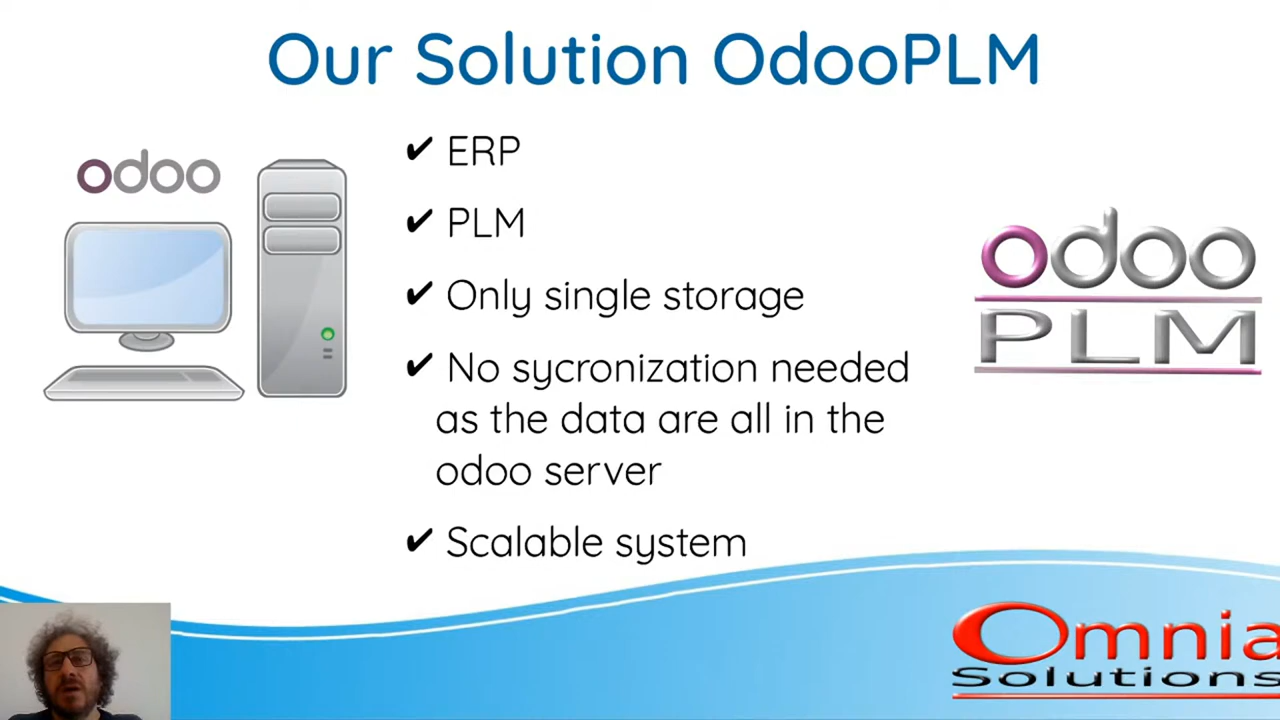 Our Solution OdooPLM
odoo
✔ ERP
✔ PLM
✔ Only single storage
✔ No sycronization needed
as the data are all in the
odoo server
✔ Scalable system
odoo
PLM
Omnia
Solutions